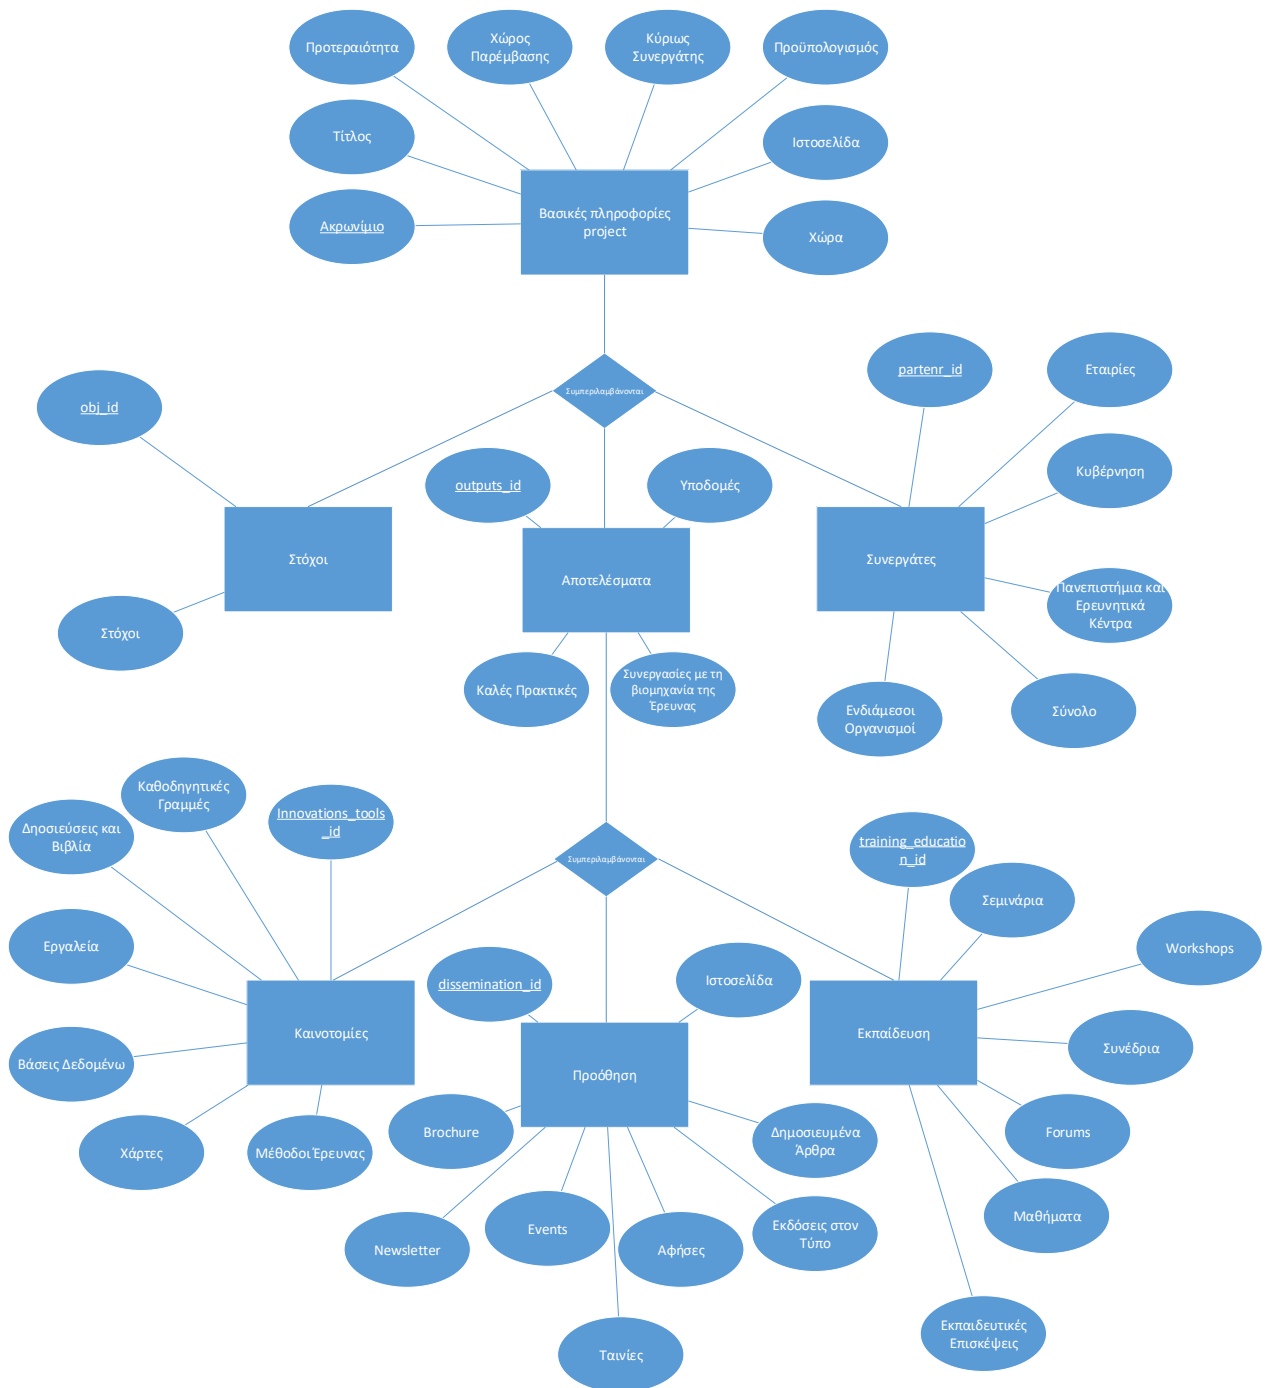 Προτεραιότητα
Χώρος
Παρέμβασης
Κύριως
Συνεργάτης
Προϋπολογισμός
Τίτλος
Ιστοσελίδα
Ακρωνίμιο
Βασικές πληροφορίες
project
Χώρα
Συμπεριλαμβάνονται
partenr_id
Εταιρίες
obj_id
outputs_id
Υποδομές
Κυβέρνηση
Στόχοι
Αποτελέσματα
Συνεργάτες
Πανεπιστήμια και
Ερευνητικά
Κέντρα
Στόχοι
Καλές Πρακτικές
Συνεργασίες με τη
βιομηχανία της
Έρευνας
Ενδιάμεσοι
Οργανισμοί
Σύνολο
Καθοδηγητικές
Γραμμές
Innovations_tools
_id
Δηοσιεύσεις και
Βιβλία
Συμπεριλαμβάνονται
training_educatio
n_id
Σεμινάρια
Εργαλεία
Workshops
dissemination_id
Ιστοσελίδα
Καινοτομίες
Εκπαίδευση
Συνέδρια
Βάσεις Δεδομένω
Προόθηση
Brochure
Δημοσιευμένα
Άρθρα
Forums
Χάρτες
Μέθοδοι Έρευνας
Μαθήματα
Newsletter
Events
Αφήσες
Εκδόσεις στον
Τύπο
Εκπαιδευτικές
Επισκέψεις
Ταινίες